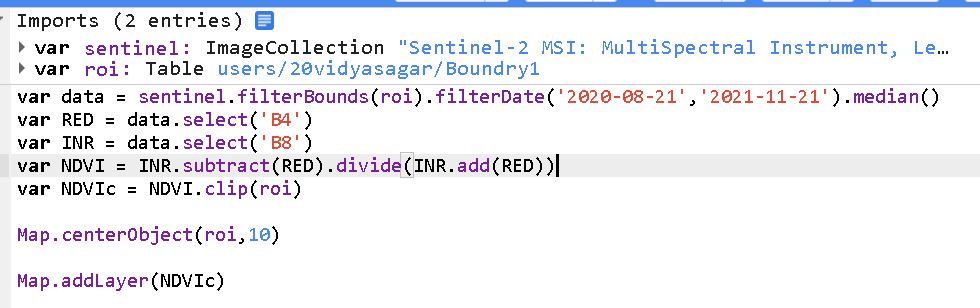 Imports (2 entries)
var sentinel: ImageCollection "Sentinel-2 MSI: MultiSpectral Instrument, Le…
var roi: Table users/20vidyasagar/Boundry1
var data = sentinel.filterBounds(roi).filterDate('2020-08-21','2021-11-21').median()
var RED = data.select('B4')
var INR = data.select('B8')
var NDVI = INR.subtract(RED).divide(INR.add(RED))
var NDVIc = NDVI.clip(roi)
Map.centerObject(roi,10)
Map.addLayer(NDVIc)